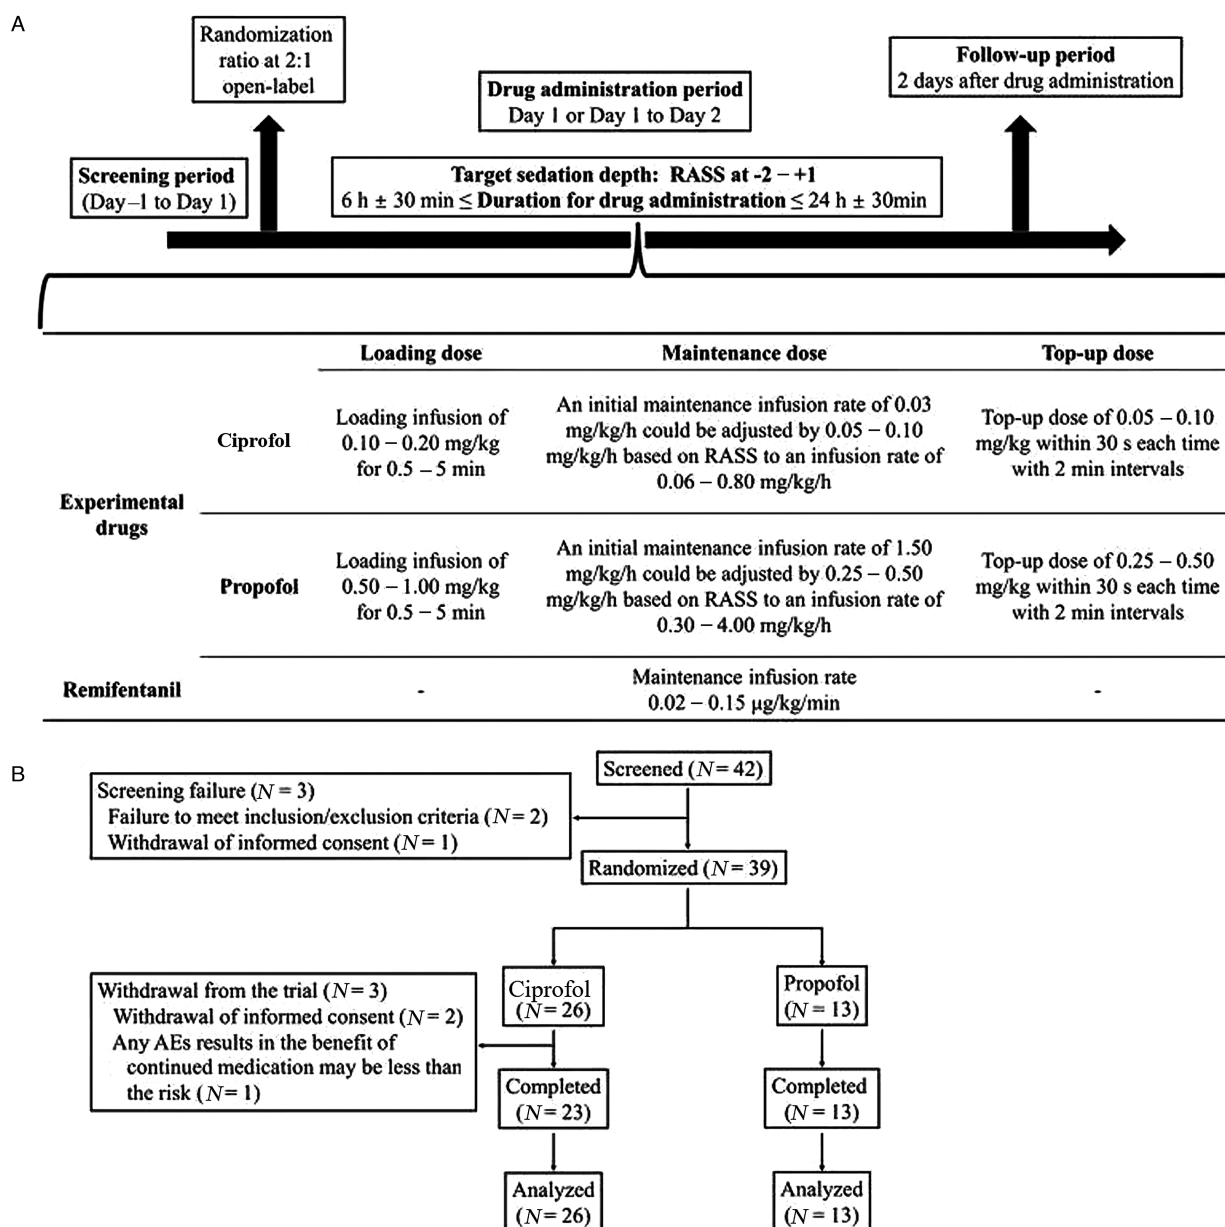 A
Randomization
ratio at 2:1
open-label
Drug administration period
Day 1 or Day 1 to Day 2
Follow-up period
2 days after drug administration
Screening period
(Day–1 to Day 1)
Target sedation depth: RASS at -2 – +1
6 h ± 30 min ≤ Duration for drug administration ≤ 24 h ± 30min
Loading dose
Maintenance dose
Top-up dose
Experimental
drugs
Ciprofol
Loading infusion of
0.10 – 0.20 mg/kg
for 0.5 – 5 min
An initial maintenance infusion rate of 0.03
mg/kg/h could be adjusted by 0.05 – 0.10
mg/kg/h based on RASS to an infusion rate of
0.06 – 0.80 mg/kg/h
Top-up dose of 0.05 – 0.10
mg/kg within 30 s each time
with 2 min intervals
Propofol
Loading infusion of
0.50 – 1.00 mg/kg
for 0.5 – 5 min
An initial maintenance infusion rate of 1.50
mg/kg/h could be adjusted by 0.25 – 0.50
mg/kg/h based on RASS to an infusion rate of
0.30 – 4.00 mg/kg/h
Top-up dose of 0.25 – 0.50
mg/kg within 30 s each time
with 2 min intervals
Remifentanil
-
Maintenance infusion rate
0.02 – 0.15 μg/kg/min
-
B
Screened (N = 42)
Screening failure (N = 3)
Failure to meet inclusion/exclusion criteria (N = 2)
Withdrawal of informed consent (N = 1)
Randomized (N = 39)
Ciprofol
(N = 26)
Propofol
(N = 13)
Withdrawal from the trial (N = 3)
Withdrawal of informed consent (N = 2)
Any AEs results in the benefit of
continued medication may be less than
the risk (N = 1)
Completed
(N = 23)
Completed
(N = 13)
Analyzed
(N = 26)
Analyzed
(N = 13)